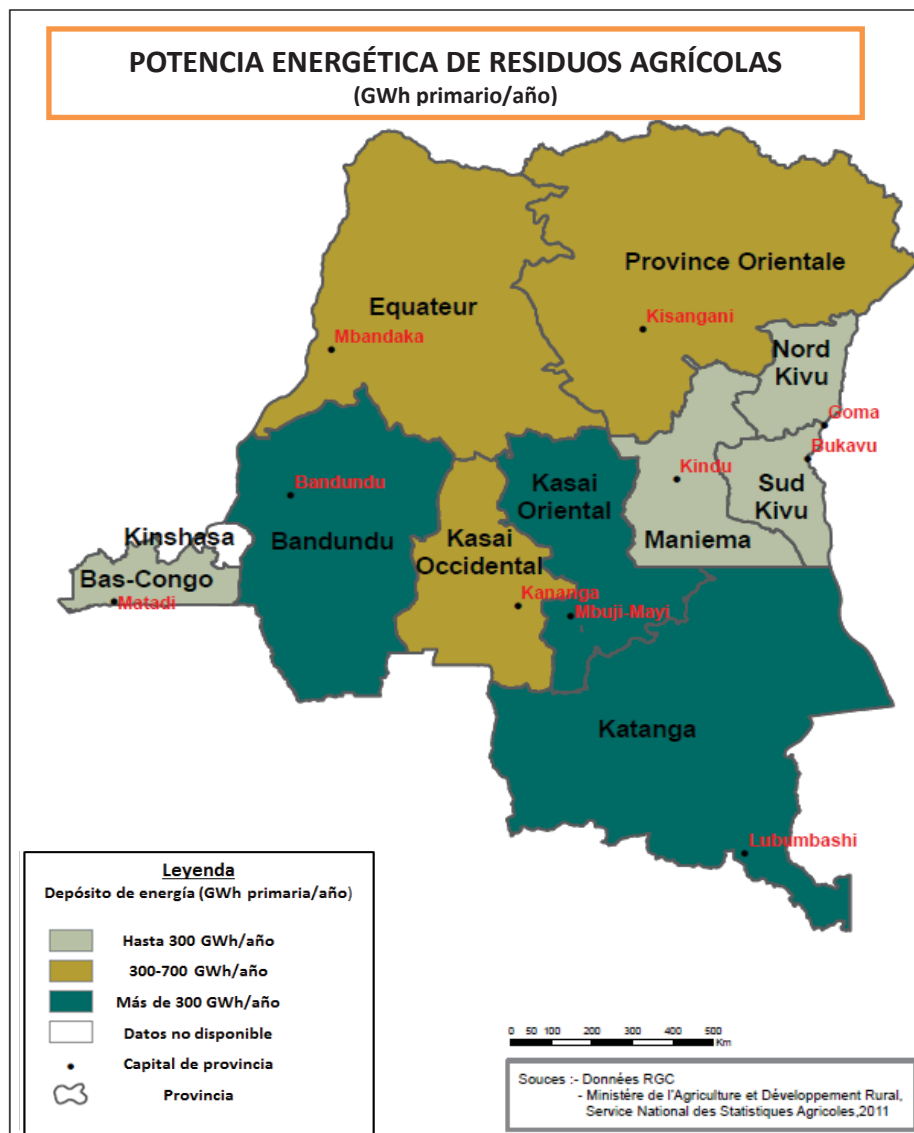 POTENCIA ENERGÉTICA DE RESIDUOS AGRÍCOLAS
(GWh primario/año)
Province Orientale
Equateur
Kisangani
Mbandaka
Nord
Kivu
Goma
Bukavu
Kindu
Sud
Kivu
Bandundu
Kasai
Oriental
Kinshasa
Bandundu
Kasai
Occidental
Maniema
Bas-Congo
Matadi
Kananga
Mbuji-Mayi
Katanga
Lubumbashi
Leyenda
Depósito de energía (GWh primaria/año)
Hasta 300 GWh/año
300-700 GWh/año
Más de 300 GWh/año
Datos no disponible
Capital de provincia
Provincia
0 50 100 200 300 400 500
Km
Souces :- Données RGC
- Ministére de l'Agriculture et Dévéloppement Rural,
Service National des Statistiques Agricoles,2011